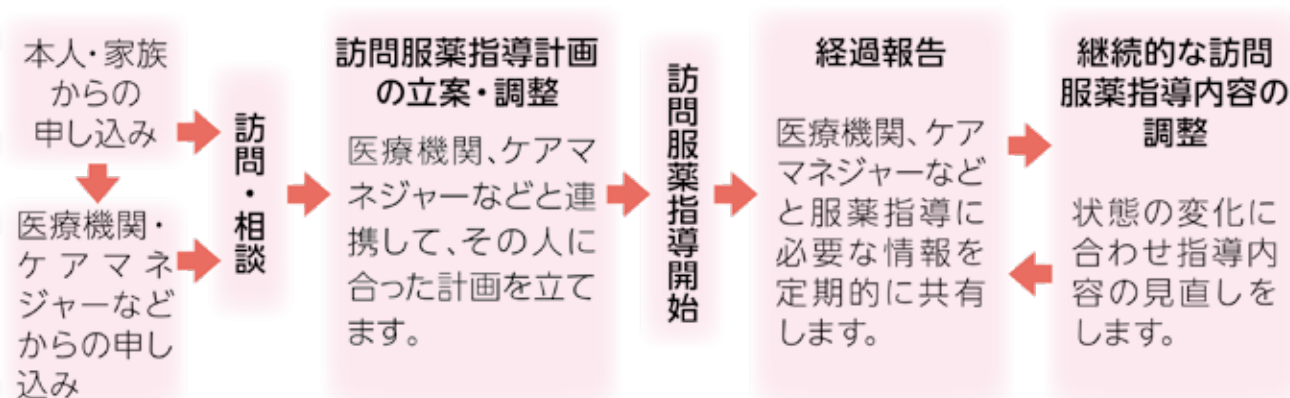 本人・家族
からの
申し込み
医療機関・
ケアマネ
ジャーなど
からの申し
込み
訪問・相談
訪問服薬指導計画
の立案・調整
医療機関、ケアマ
ネジャーなどと連
携して、その人に
合った計画を立て
ます。
訪問服薬指導開始
経過報告
医療機関、ケア
マネジャーなど
と服薬指導に
必要な情報を
定期的に共有
します。
継続的な訪問
服薬指導内容の
調整
状態の変化に
合わせ指導内
容の見直しを
します。